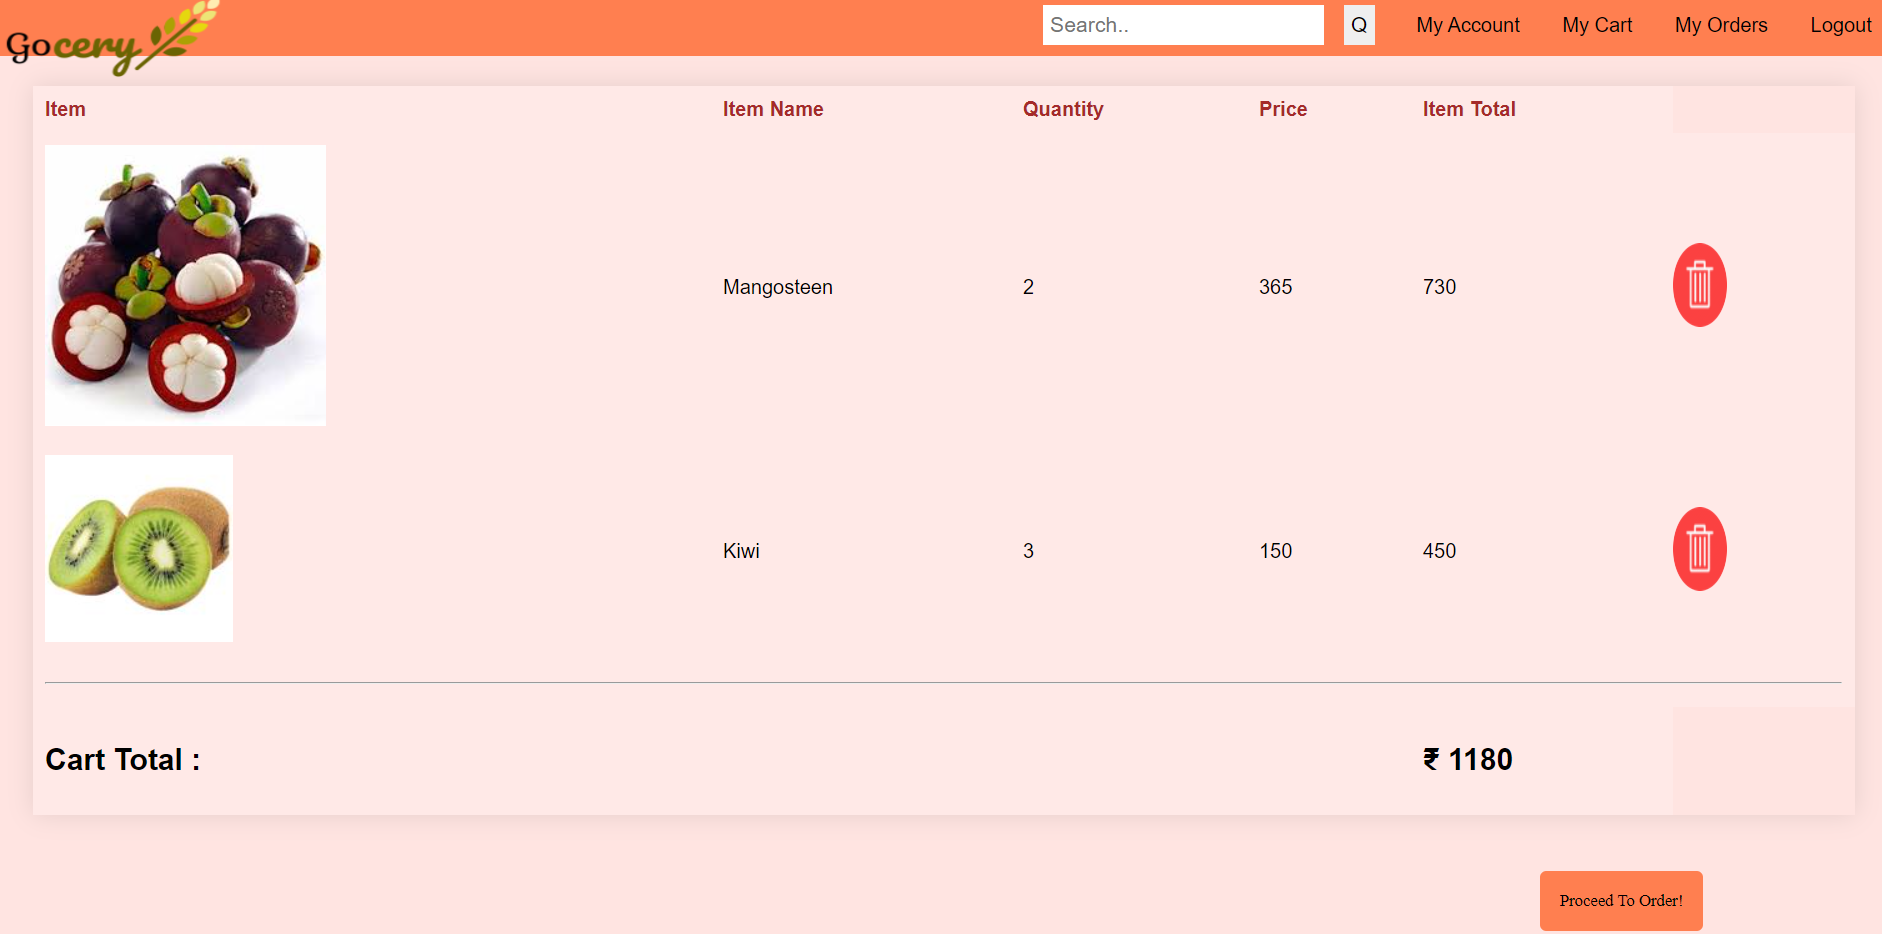 Gocery
Search.. Q My Account My Cart My Orders Logout
Item Item Name Quantity Price Item Total
Mangosteen 2 365 730
Kiwi 3 150 450
Cart Total : ₹ 1180
Proceed To Order!